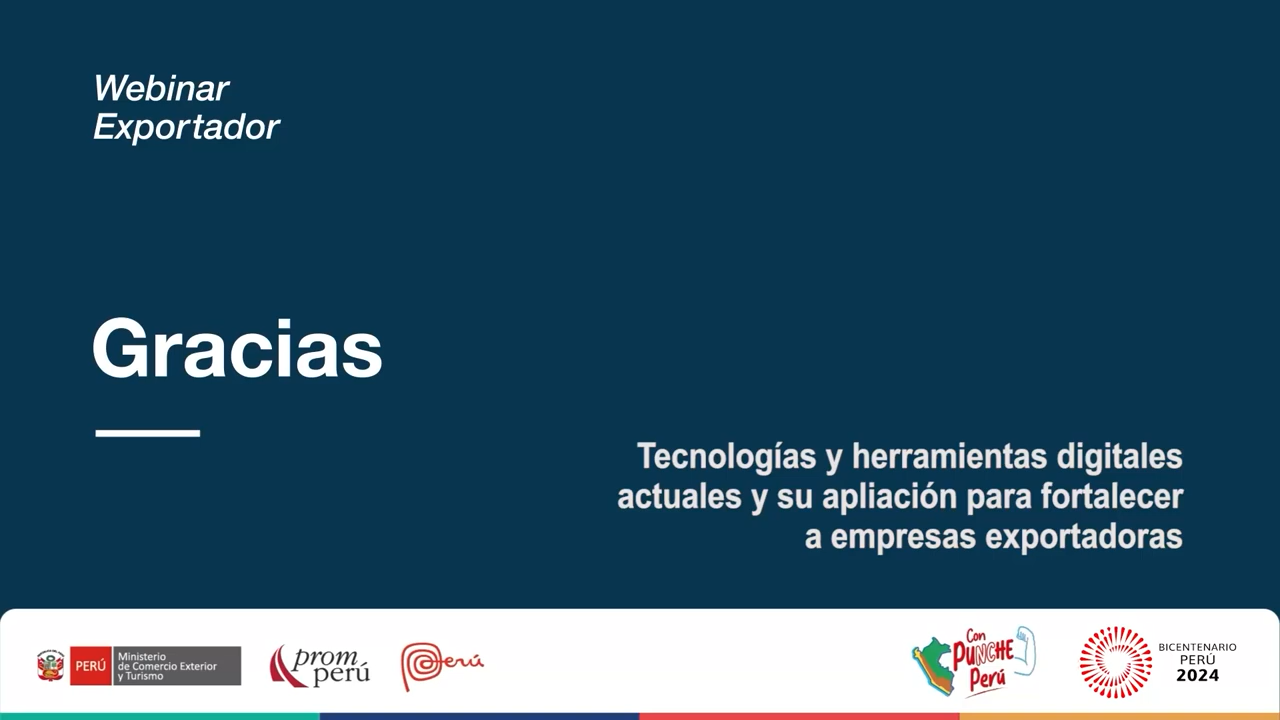 Webinar
Exportador
Gracias
Tecnologías y herramientas digitales
actuales y su apliación para fortalecer
a empresas exportadoras
PERÚ
Ministerio
de Comercio Exterior
y Turismo
prom
perú
Perú
Con
PUNCHE
Perú
BICENTENARIO
PERÚ
2024